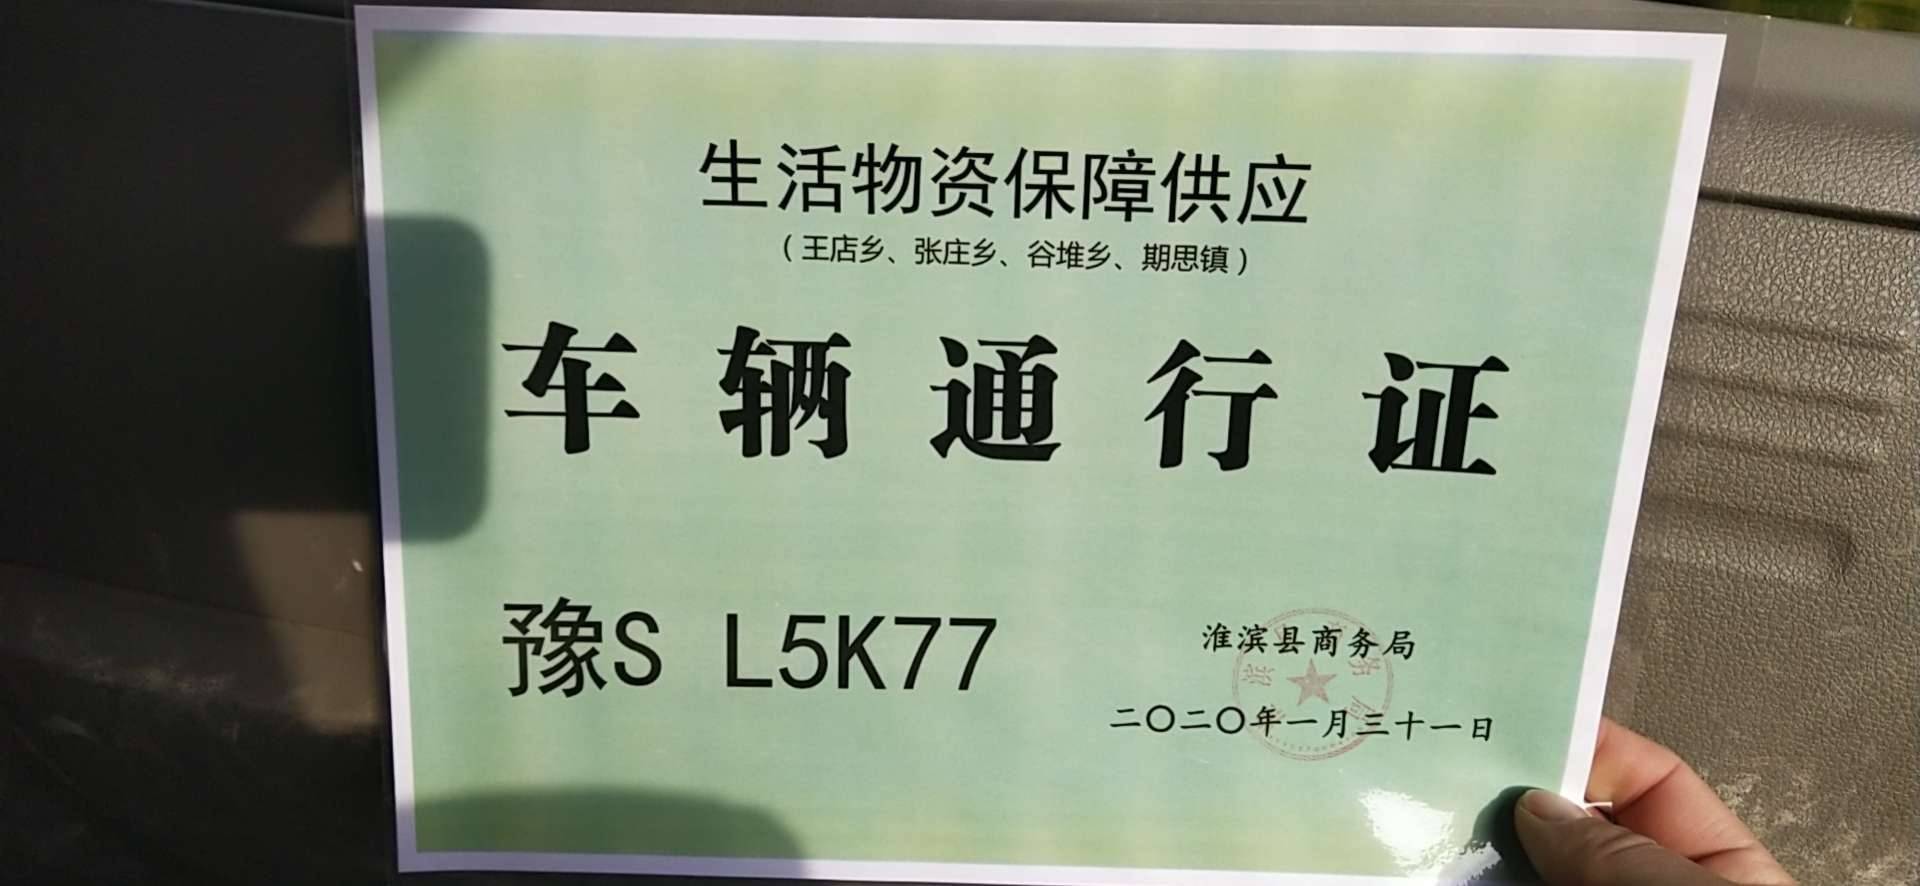 生活物资保障供应
（王店乡、张庄乡、谷堆乡、期思镇）
车辆通行证
豫S L5K77
淮滨县商务局
二〇二〇年一月三十一日